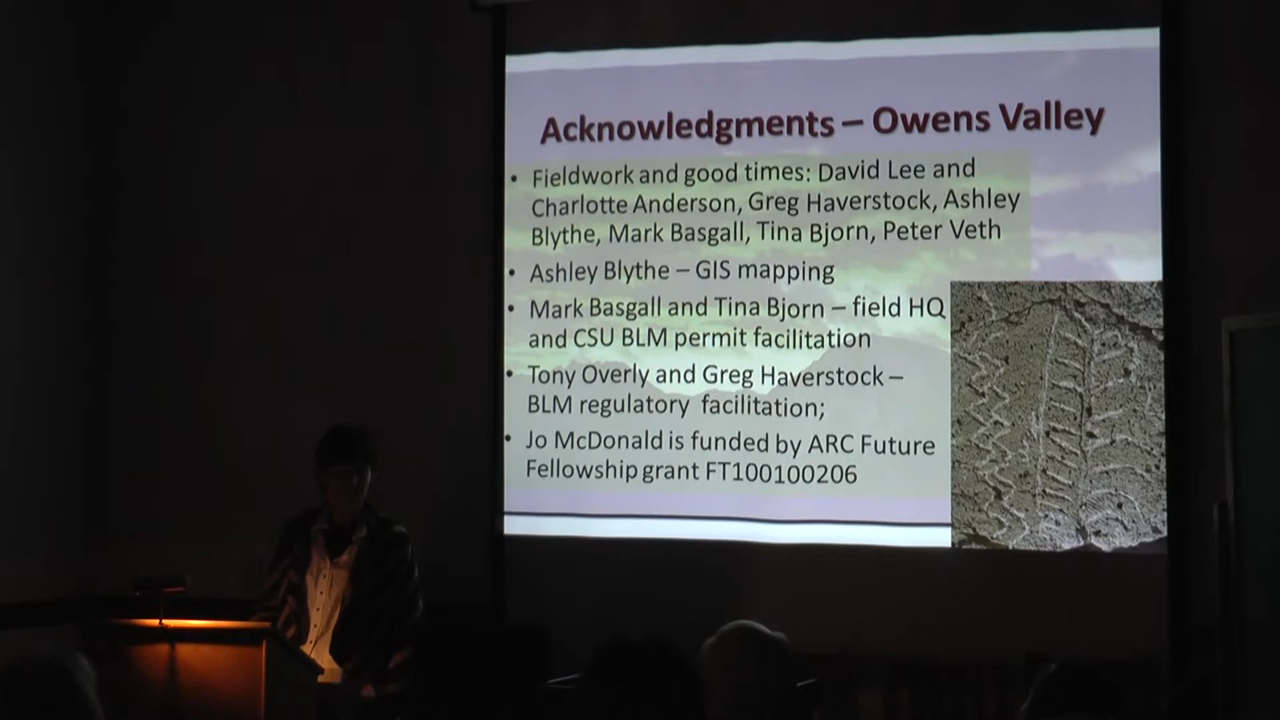 Acknowledgments – Owens Valley
• Fieldwork and good times: David Lee and
Charlotte Anderson, Greg Haverstock, Ashley
Blythe, Mark Basgall, Tina Bjorn, Peter Veth
• Ashley Blythe – GIS mapping
• Mark Basgall and Tina Bjorn – field HQ
and CSU BLM permit facilitation
• Tony Overly and Greg Haverstock –
BLM regulatory facilitation;
• Jo McDonald is funded by ARC Future
Fellowship grant FT100100206